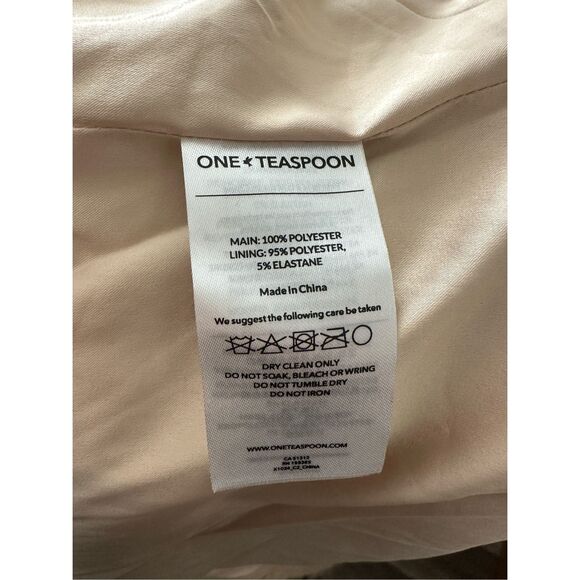 ONE TEASPOON
MAIN: 100% POLYESTER
LINING: 95% POLYESTER,
5% ELASTANE
Made In China
We suggest the following care be taken
DRY CLEAN ONLY
DO NOT SOAK, BLEACH OR WRING
DO NOT TUMBLE DRY
DO NOT IRON
WWW.ONETEASPOON.COM
CA 51312